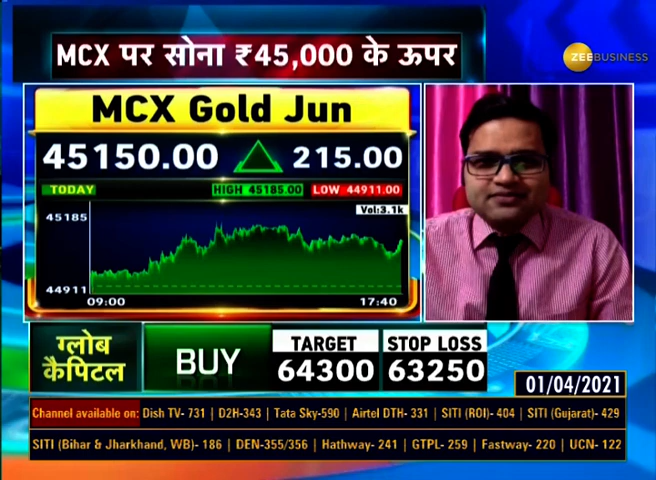 MCX पर सोना ₹45,000 के ऊपर
ZEEBUSINESS
MCX Gold Jun
45150.00 215.00
TODAY HIGH 45185.00 LOW 44911.00
Vol:3.1k
45185
44911
09:00 17:40
ग्लोब कैपिटल
BUY
TARGET
64300
STOP LOSS
63250
01/04/2021
Channel available on: Dish TV- 731 | D2H-343 | Tata Sky-590 | Airtel DTH- 331 | SITI (ROI)- 404 | SITI (Gujarat)- 429
SITI (Bihar & Jharkhand, WB)- 186 | DEN-355/356 | Hathway- 241 | GTPL- 259 | Fastway- 220 | UCN- 122